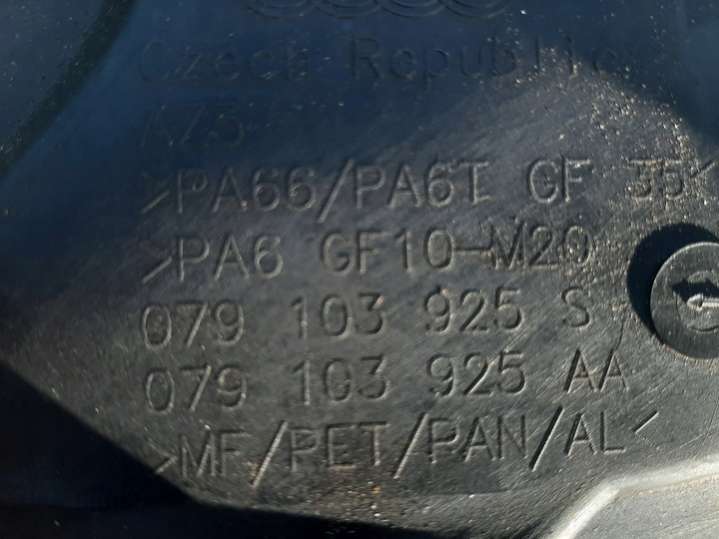 Czech Republic
KZ5
>PA66/PA6T GF 35<
>PA6 GF10-M20
079 103 925 S
079 103 925 AA
>MF/PET/PAN/AL<